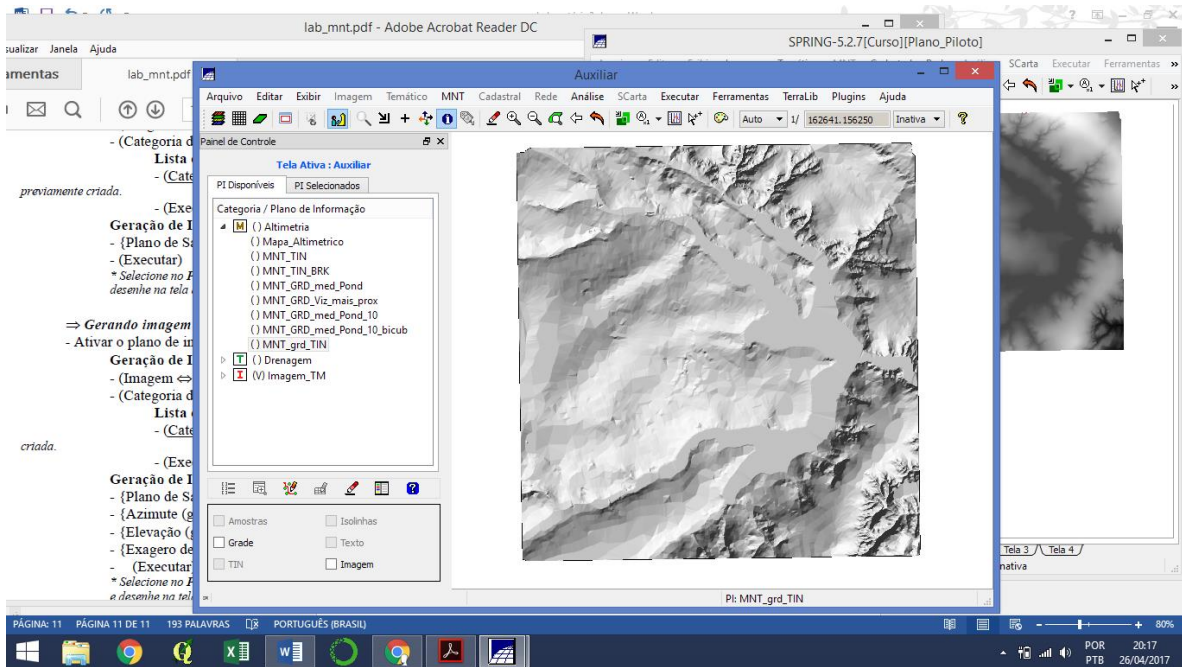 lab_mnt.pdf - Adobe Acrobat Reader DC
SPRING-5.2.7[Curso][Plano_Piloto]
Janela Ajuda
lab_mnt.pdf
SCarta Executar Ferramentas »
- (Categoria d
Lista
- (Cate
previamente criada.
- (Exe
Geração de I
- {Plano de Sa
- (Executar)
* Selecione no P
desenhe na tela
⇒ Gerando imagem
- Ativar o plano de in
Geração de I
- (Imagem ⇔
- (Categoria d
Lista
- (Cate
criada.
- (Exe
Geração de I
- {Plano de Sa
- {Azimute (g
- {Elevação (g
- {Exagero de
- (Executar
* Selecione no P
e desenhe na tel
Auxiliar
Arquivo Editar Exibir Imagem Temático MNT Cadastral Rede Análise SCarta Executar Ferramentas TerraLib Plugins Ajuda
Auto 1/ 162641.156250 Inativa
Painel de Controle
Tela Ativa : Auxiliar
PI Disponíveis PI Selecionados
Categoria / Plano de Informação
M () Altimetria
() Mapa_Altimetrico
() MNT_TIN
() MNT_TIN_BRK
() MNT_GRD_med_Pond
() MNT_GRD_Viz_mais_prox
() MNT_GRD_med_Pond_10
() MNT_GRD_med_Pond_10_bicub
() MNT_grd_TIN
T () Drenagem
I (V) Imagem_TM
Amostras Isolinhas
Grade Texto
TIN Imagem
PI: MNT_grd_TIN
Tela 3 Tela 4
PÁGINA: 11 PÁGINA 11 DE 11 193 PALAVRAS PORTUGUÊS (BRASIL) 80%
POR 20:17
PTB 26/04/2017